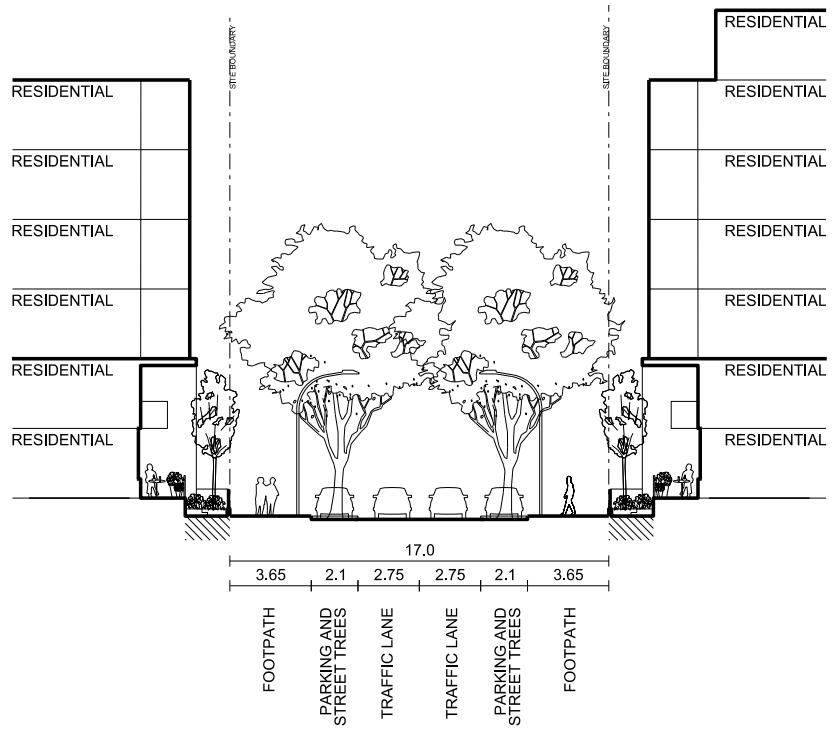 RESIDENTIAL
SITE BOUNDARY
SITE BOUNDARY
RESIDENTIAL
RESIDENTIAL
RESIDENTIAL
RESIDENTIAL
RESIDENTIAL
RESIDENTIAL
RESIDENTIAL
RESIDENTIAL
RESIDENTIAL
RESIDENTIAL
RESIDENTIAL
RESIDENTIAL
17.0
3.65
2.1
2.75
2.75
2.1
3.65
FOOTPATH
PARKING AND
STREET TREES
TRAFFIC LANE
TRAFFIC LANE
PARKING AND
STREET TREES
FOOTPATH